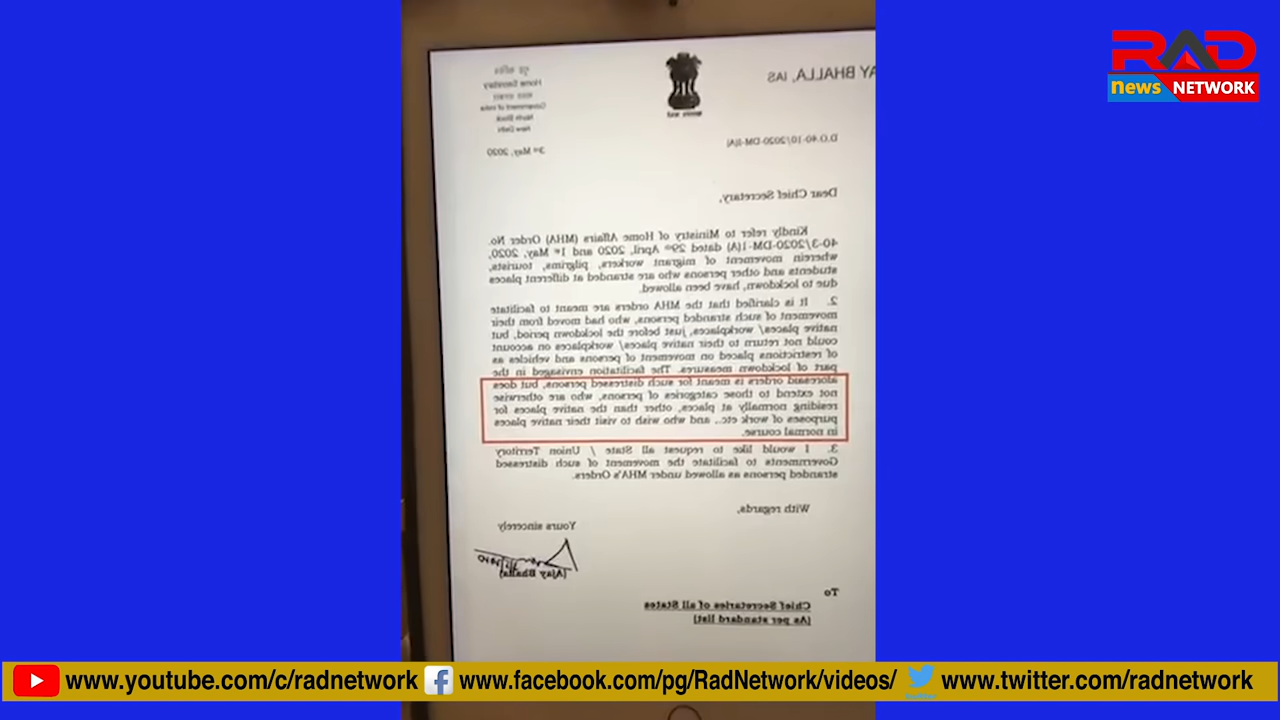 RAD
news NETWORK
AY BHALLA, IAS
गृह सचिव
Home Secretary
भारत सरकार
Government of India
North Block
New Delhi
D.O.40-10/2020-DM-I(A)
3rd May, 2020
Dear Chief Secretary,
Kindly refer to Ministry of Home Affairs (MHA) Order No.
40-3/2020-DM-1(A) dated 29th April, 2020 and 1st May, 2020,
wherein movement of migrant workers, pilgrims, tourists,
students and other persons who are stranded at different places
due to lockdown, have been allowed.
2. It is clarified that the MHA orders are meant to facilitate
movement of such stranded persons, who had moved from their
native places/ workplaces, just before the lockdown period, but
could not return to their native places/ workplaces on account
of restrictions placed on movement of persons and vehicles as
part of lockdown measures. The facilitation envisaged in the
aforesaid orders is meant for such distressed persons, but does
not extend to those categories of persons, who are otherwise
residing normally at places, other than the native places for
purposes of work etc., and who wish to visit their native places
in normal course.
3. I would like to request all State / Union Territory
Governments to facilitate the movement of such distressed
stranded persons as allowed under MHA's Orders.
With regards,
Yours sincerely
(Ajay Bhalla)
To
Chief Secretaries of all States
(As per standard list)
www.youtube.com/c/radnetwork
www.facebook.com/pg/RadNetwork/videos/
www.twitter.com/radnetwork